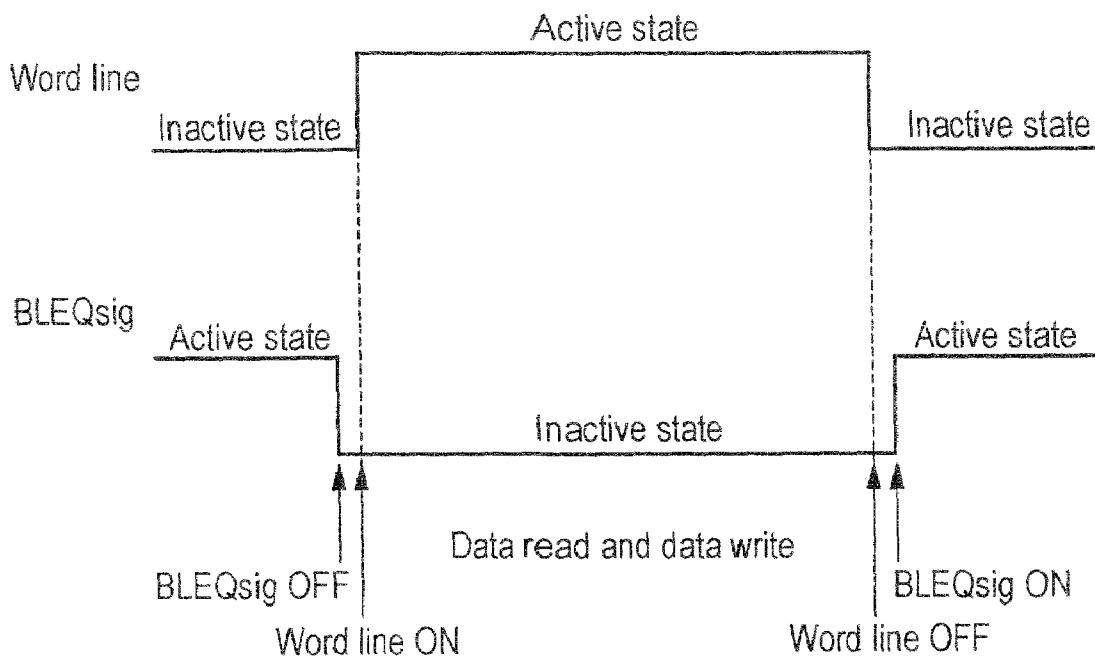 Active state
Word line
Inactive state
Inactive state
BLEQsig
Active state
Active state
Inactive state
Data read and data write
BLEQsig OFF
BLEQsig ON
Word line ON
Word line OFF